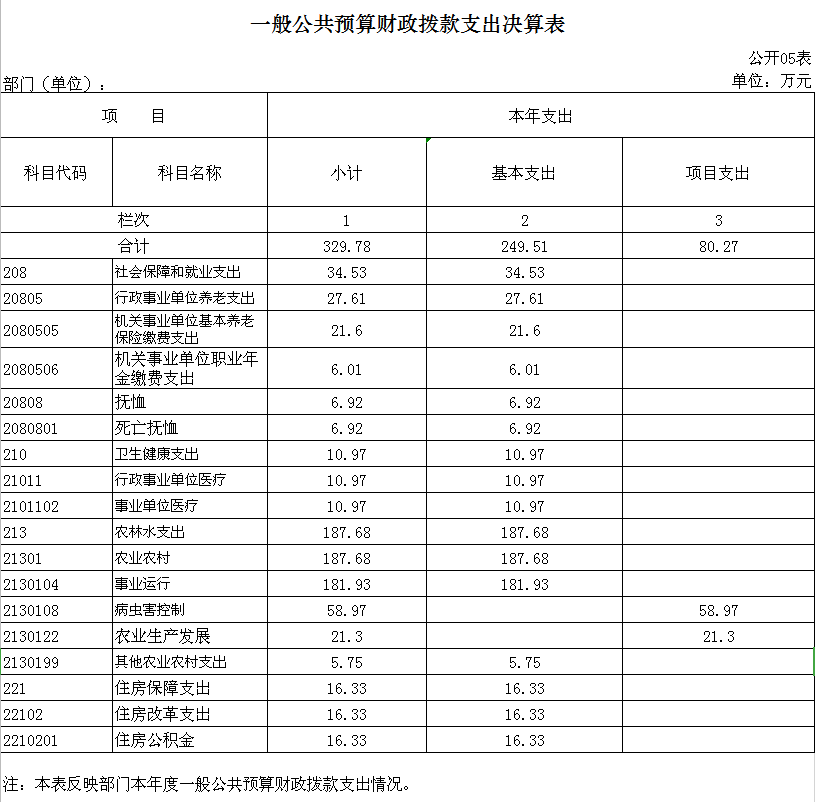 一般公共预算财政拨款支出决算表
公开05表
部门（单位）： 单位：万元
项 目 本年支出
科目代码 科目名称 小计 基本支出 项目支出
栏次 1 2 3
合计 329.78 249.51 80.27
208 社会保障和就业支出 34.53 34.53
20805 行政事业单位养老支出 27.61 27.61
2080505 机关事业单位基本养老 21.6 21.6
保险缴费支出
2080506 机关事业单位职业年 6.01 6.01
金缴费支出
20808 抚恤 6.92 6.92
2080801 死亡抚恤 6.92 6.92
210 卫生健康支出 10.97 10.97
21011 行政事业单位医疗 10.97 10.97
2101102 事业单位医疗 10.97 10.97
213 农林水支出 187.68 187.68
21301 农业农村 187.68 187.68
2130104 事业运行 181.93 181.93
2130108 病虫害控制 58.97 58.97
2130122 农业生产发展 21.3 21.3
2130199 其他农业农村支出 5.75 5.75
221 住房保障支出 16.33 16.33
22102 住房改革支出 16.33 16.33
2210201 住房公积金 16.33 16.33
注：本表反映部门本年度一般公共预算财政拨款支出情况。